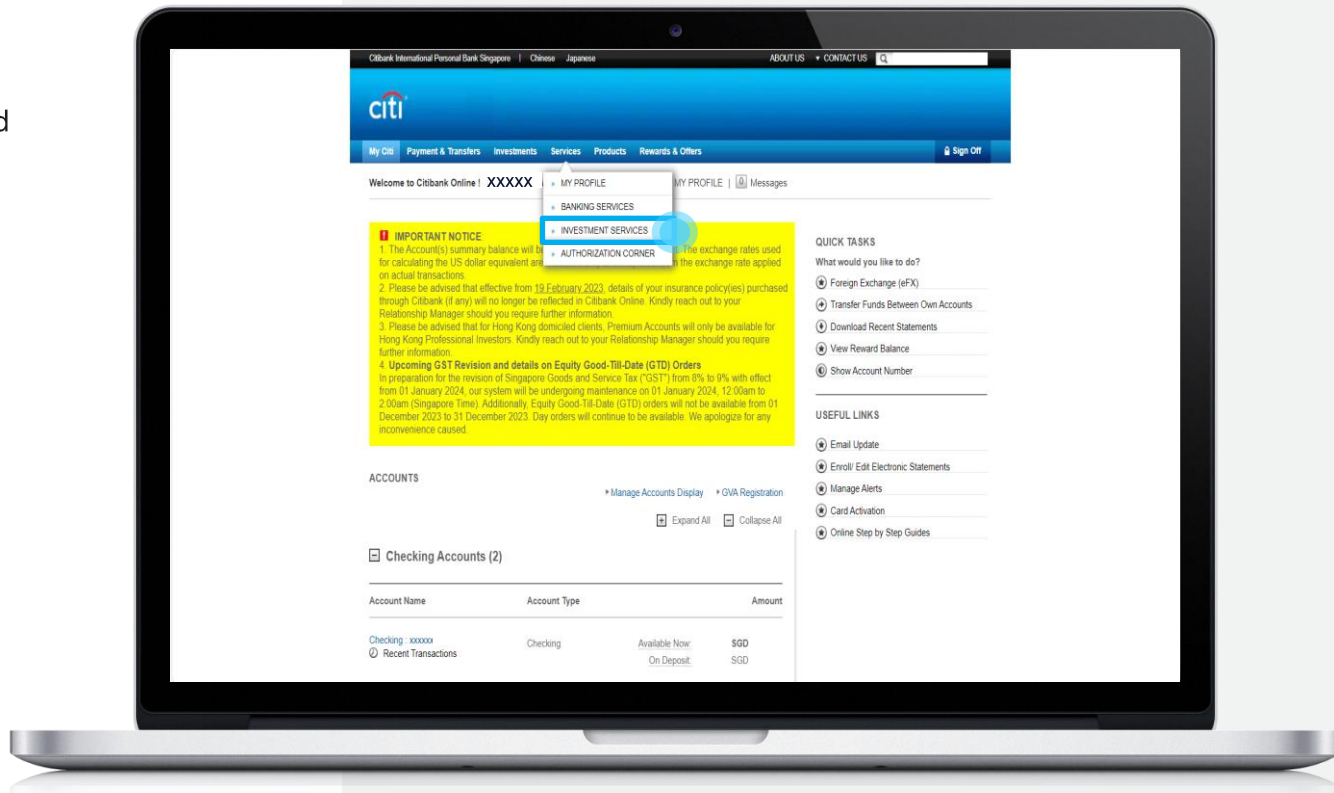 d
Citibank International Personal Bank Singapore | Chinese Japanese ABOUT US ▼ CONTACT US
citi
My Citi Payment & Transfers Investments Services Products Rewards & Offers Sign Off
Welcome to Citibank Online ! XXXXX MY PROFILE | Messages
MY PROFILE
BANKING SERVICES
INVESTMENT SERVICES
AUTHORIZATION CORNER
IMPORTANT NOTICE
1. The Account(s) summary balance will The exchange rates used
for calculating the US dollar equivalent the exchange rate applied
on actual transactions.
2. Please be advised that effective from 19 February 2023, details of your insurance policy(ies) purchased
through Citibank (if any) will no longer be reflected in Citibank Online. Kindly reach out to your
Relationship Manager should you require further information.
3. Please be advised that for Hong Kong domiciled clients, Premium Accounts will only be available for
Hong Kong Professional Investors. Kindly reach out to your Relationship Manager should you require
further information.
4. Upcoming GST Revision and details on Equity Good-Till-Date (GTD) Orders
In preparation for the revision of Singapore Goods and Service Tax ("GST") from 8% to 9% with effect
from 01 January 2024, our system will be undergoing maintenance on 01 January 2024, 12:00am to
2:00am (Singapore Time). Additionally, Equity Good-Till-Date (GTD) orders will not be available from 01
December 2023 to 31 December 2023. Day orders will continue to be available. We apologize for any
inconvenience caused.
ACCOUNTS
Manage Accounts Display GVA Registration
Expand All Collapse All
Checking Accounts (2)
Account Name Account Type Amount
Checking : xxxxxx Checking Available Now: SGD
Recent Transactions On Deposit: SGD
QUICK TASKS
What would you like to do?
Foreign Exchange (eFX)
Transfer Funds Between Own Accounts
Download Recent Statements
View Reward Balance
Show Account Number
USEFUL LINKS
Email Update
Enroll/ Edit Electronic Statements
Manage Alerts
Card Activation
Online Step by Step Guides